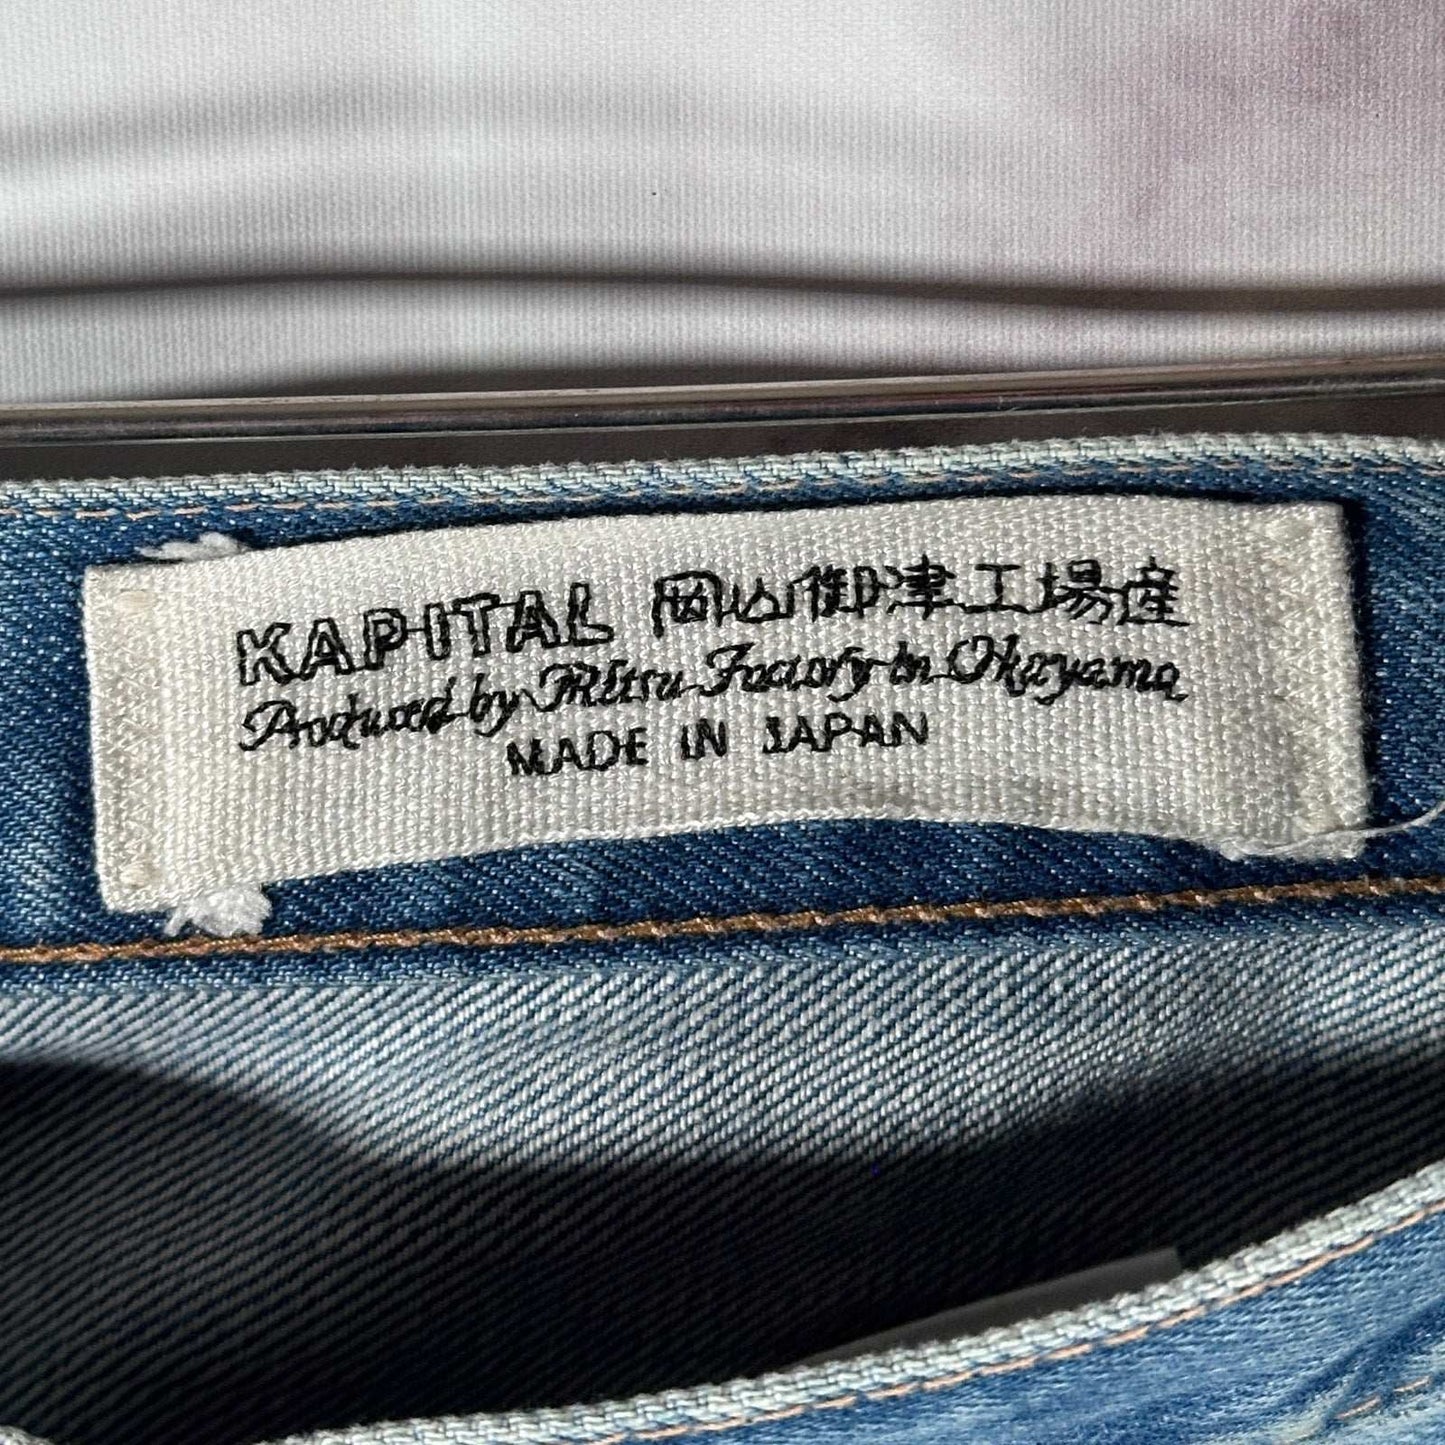 KAPITAL 岡山御津工場産
Produced by Mitsu Factory in Okayama
MADE IN JAPAN